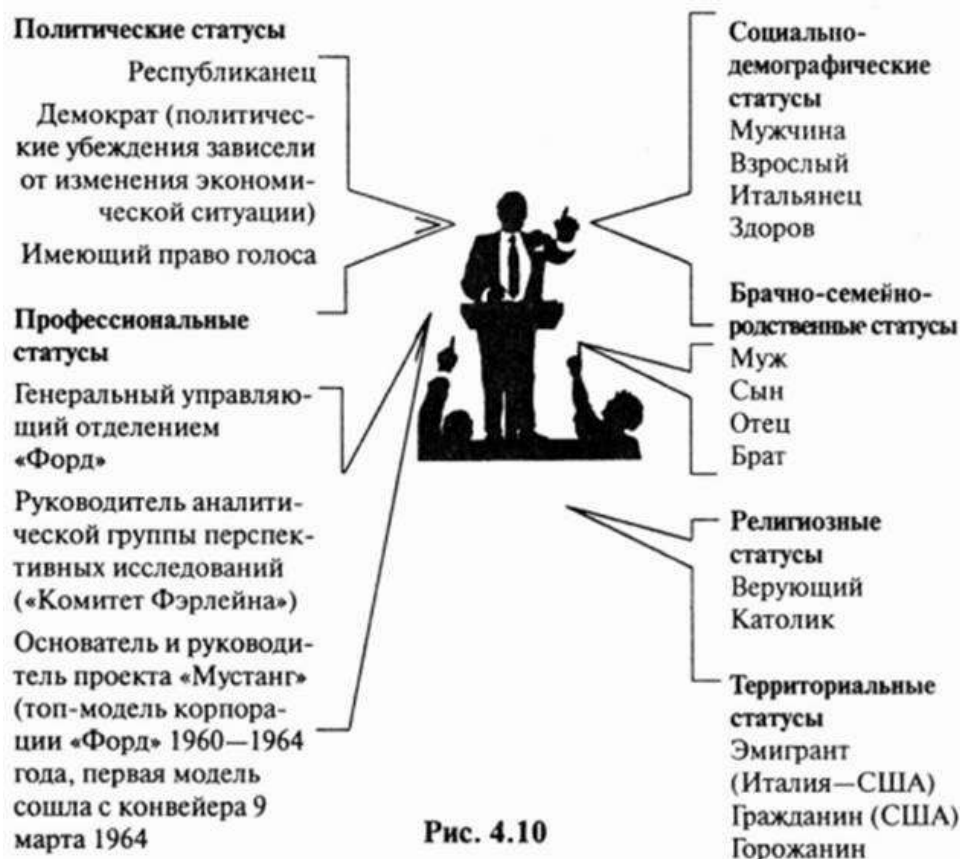 Политические статусы
Республиканец
Демократ (политичес-
кие убеждения зависели
от изменения экономи-
ческой ситуации)
Имеющий право голоса
Профессиональные
статусы
Генеральный управляю-
щий отделением
«Форд»
Руководитель аналити-
ческой группы перспек-
тивных исследований
(«Комитет Фэрлейна»)
Основатель и руководи-
тель проекта «Мустанг»
(топ-модель корпора-
ции «Форд» 1960—1964
года, первая модель
сошла с конвейера 9
марта 1964
Социально-
демографические
статусы
Мужчина
Взрослый
Итальянец
Здоров
Брачно-семейно-
родственные статусы
Муж
Сын
Отец
Брат
Религиозные
статусы
Верующий
Католик
Территориальные
статусы
Эмигрант
(Италия—США)
Гражданин (США)
Горожанин
Рис. 4.10